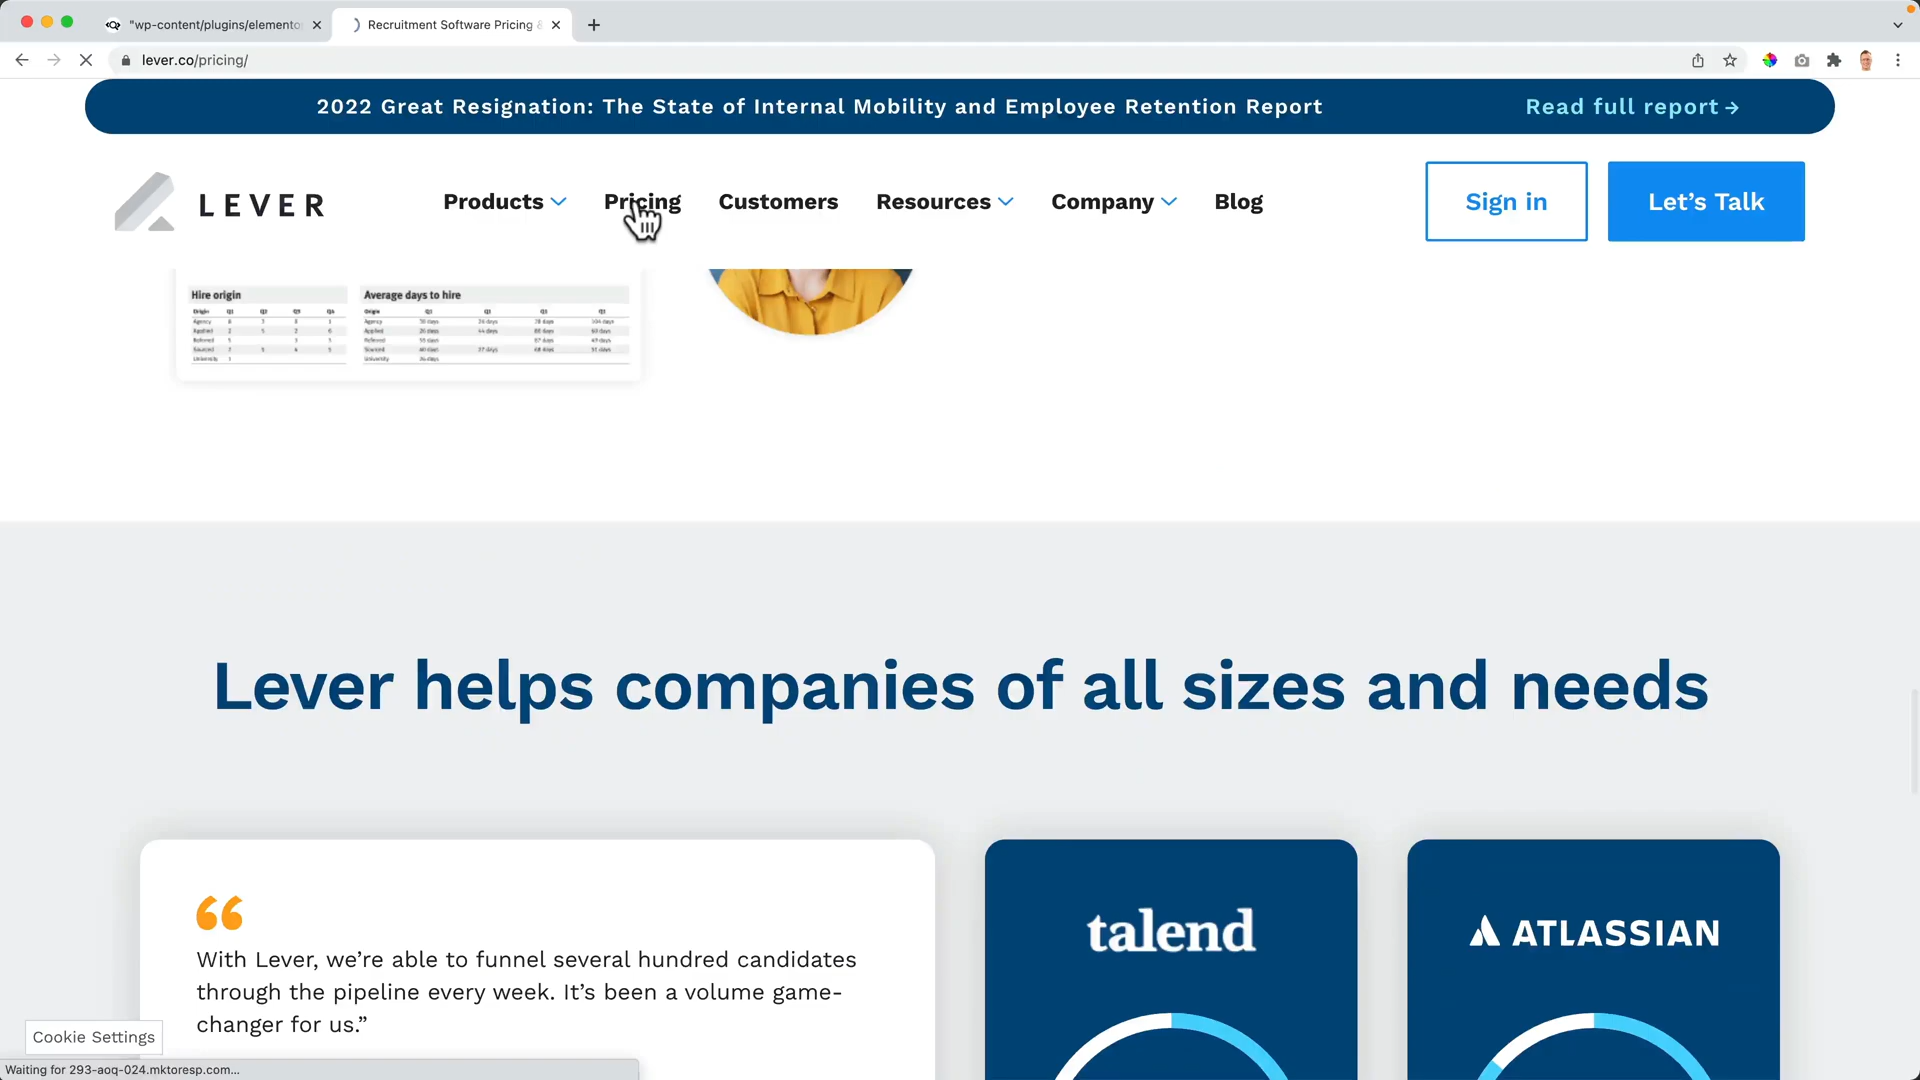 "wp-content/plugins/elemento
Recruitment Software Pricing &
lever.co/pricing/
2022 Great Resignation: The State of Internal Mobility and Employee Retention Report
Read full report →
LEVER
Products
Pricing
Customers
Resources
Company
Blog
Sign in
Let's Talk
Hire origin
Average days to hire
Lever helps companies of all sizes and needs
“
With Lever, we're able to funnel several hundred candidates
through the pipeline every week. It's been a volume game-
changer for us.”
talend
ATLASSIAN
Cookie Settings
Waiting for 293-aoq-024.mktoresp.com...